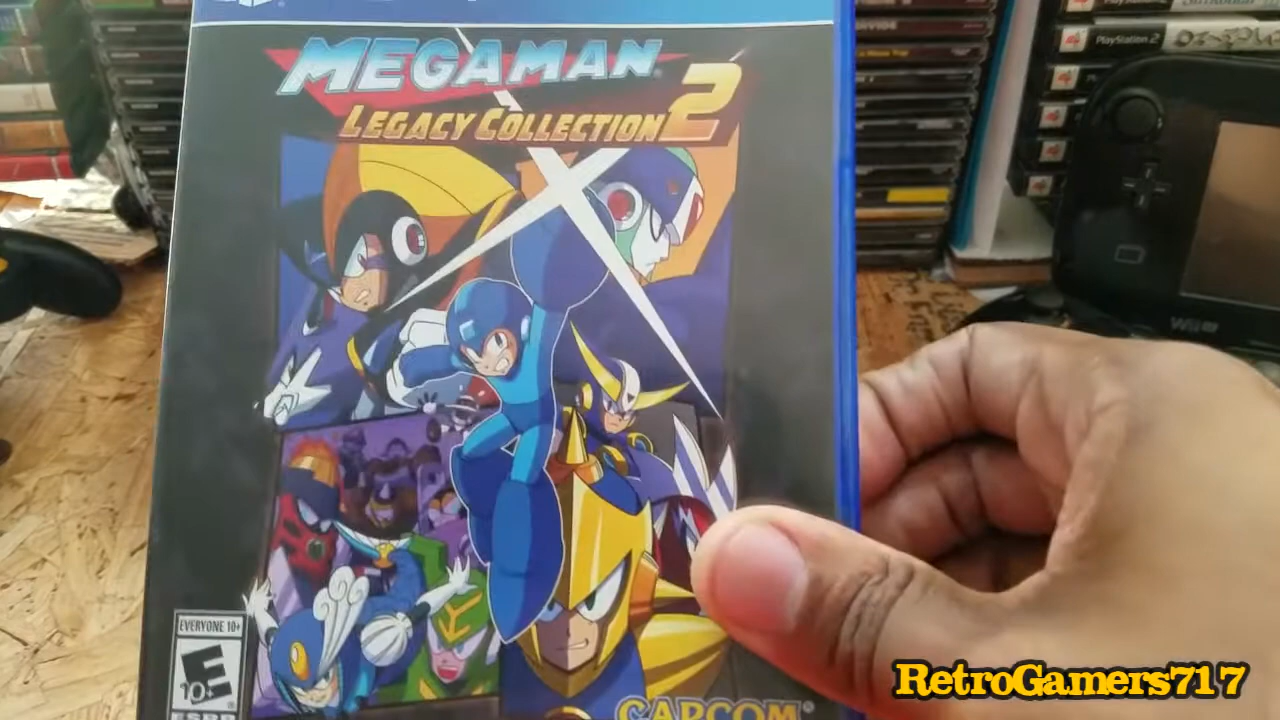 MEGAMAN
LEGACY COLLECTION 2
PlayStation 2
Wii U
EVERYONE 10+
E
10+
ESRB
CAPCOM®
RetroGamers717